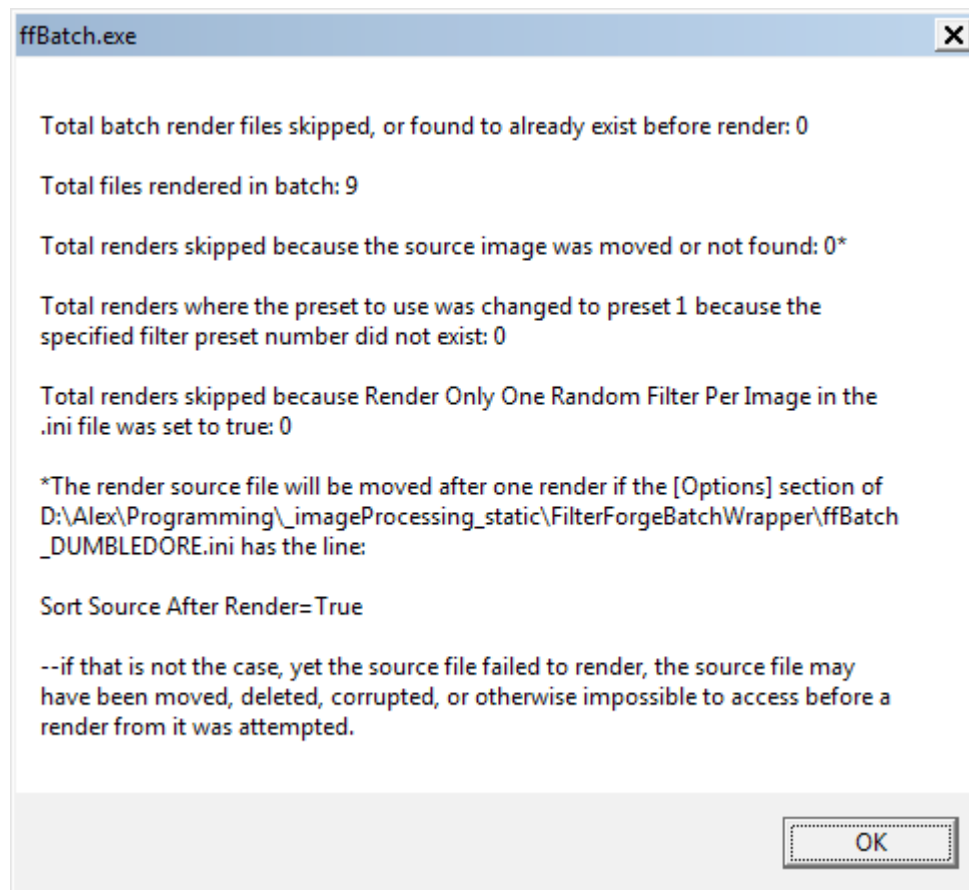 ffBatch.exe
Total batch render files skipped, or found to already exist before render: 0
Total files rendered in batch: 9
Total renders skipped because the source image was moved or not found: 0*
Total renders where the preset to use was changed to preset 1 because the
specified filter preset number did not exist: 0
Total renders skipped because Render Only One Random Filter Per Image in the
.ini file was set to true: 0
*The render source file will be moved after one render if the [Options] section of
D:\Alex\Programming\_imageProcessing_static\FilterForgeBatchWrapper\ffBatch
_DUMBLEDORE.ini has the line:
Sort Source After Render=True
--if that is not the case, yet the source file failed to render, the source file may
have been moved, deleted, corrupted, or otherwise impossible to access before a
render from it was attempted.
OK